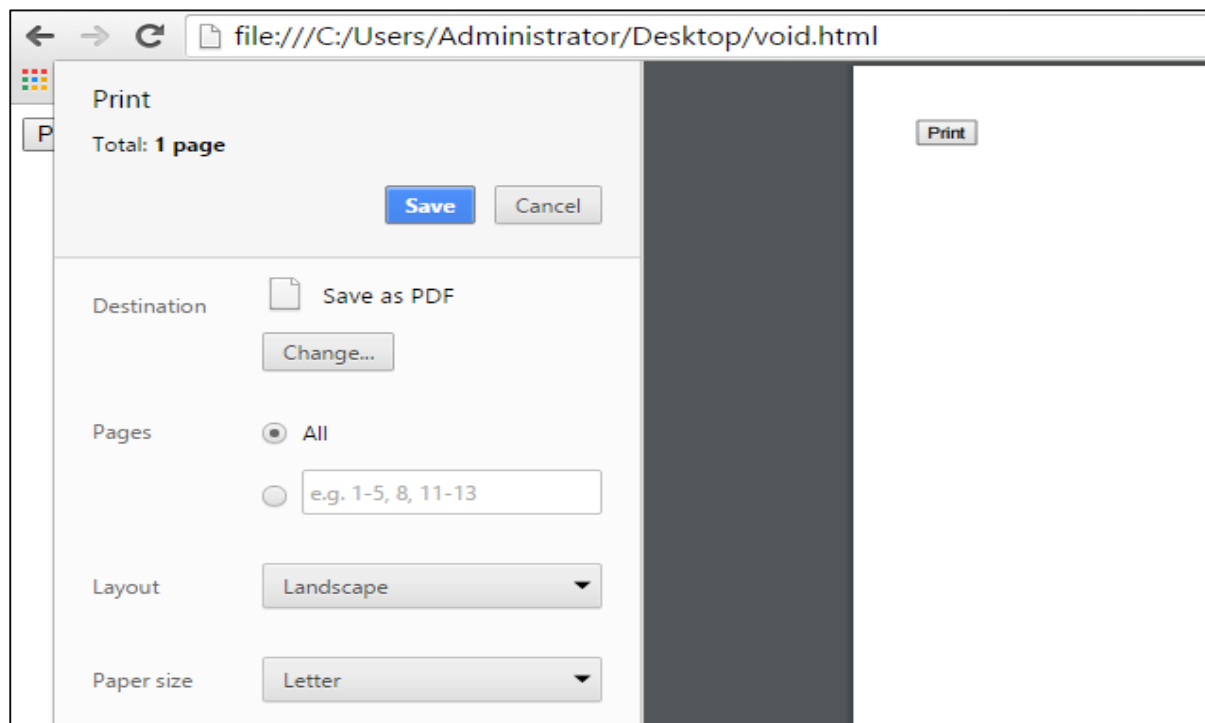 file:///C:/Users/Administrator/Desktop/void.html
P
Print
Total: 1 page
Save Cancel
Destination Save as PDF
Change...
Pages All
e.g. 1-5, 8, 11-13
Layout Landscape
Paper size Letter
Print